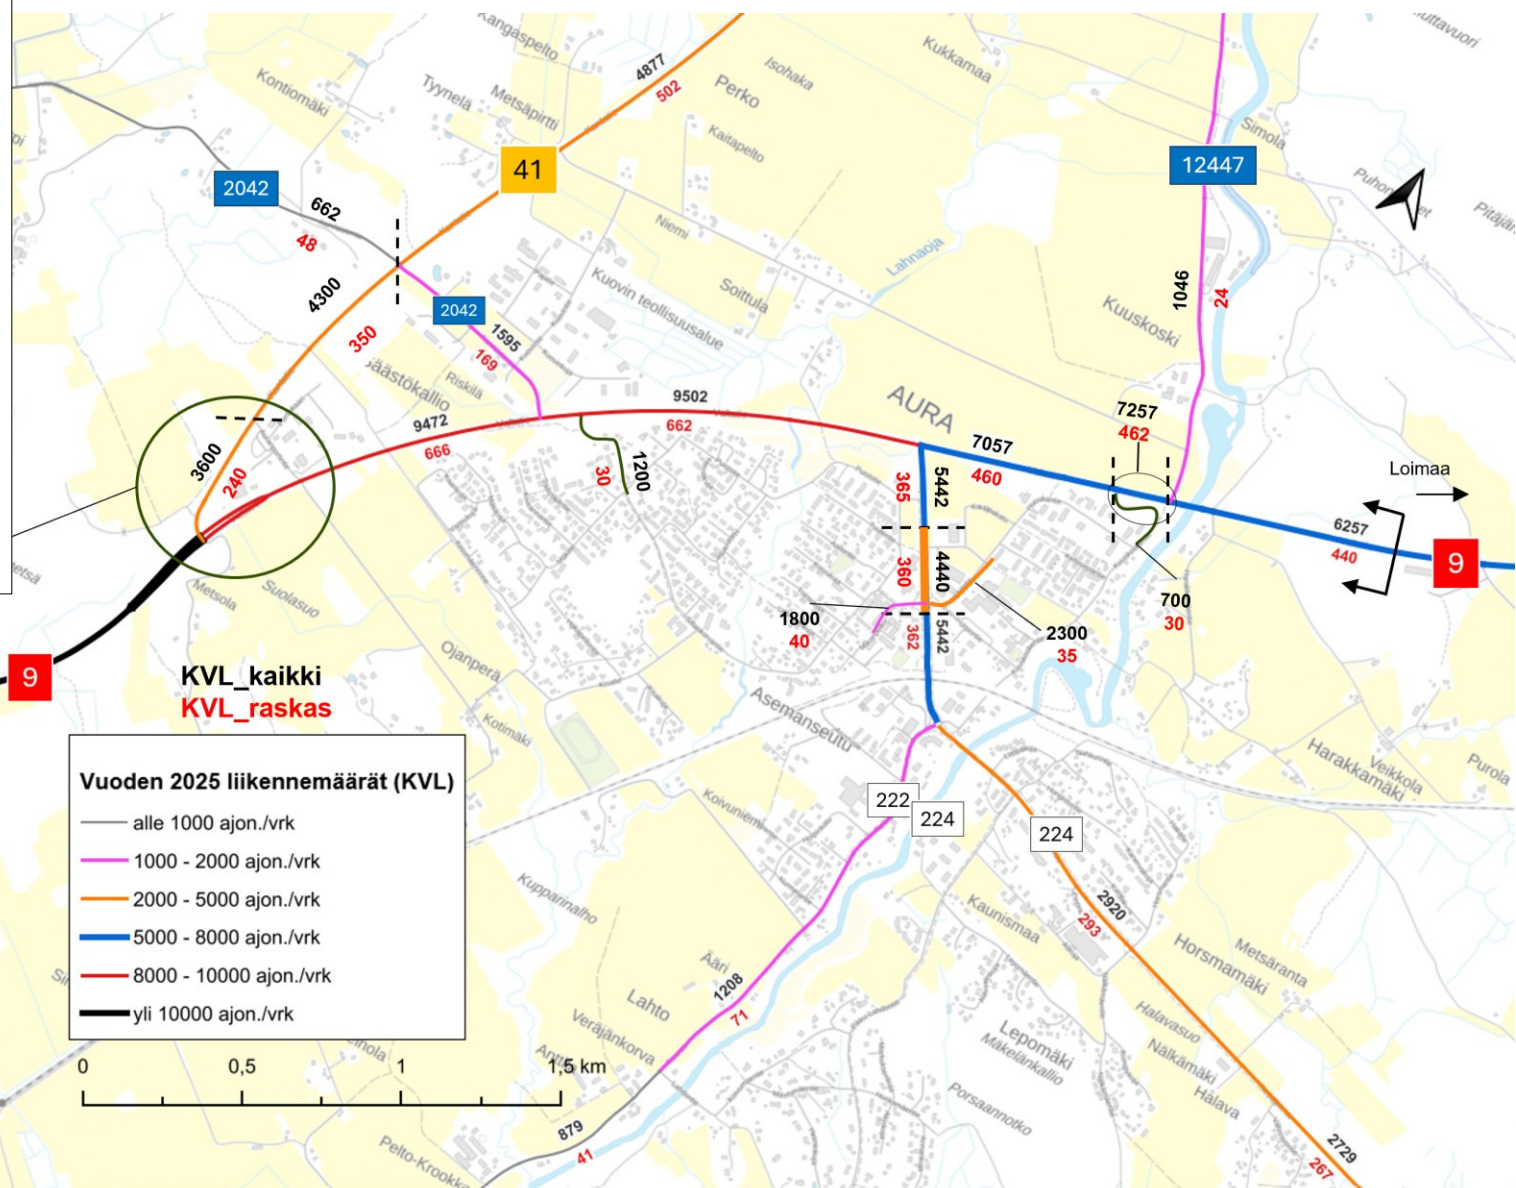 Kangaspelto
Kontiomäki
Tyynelä
Metsäpirtti
4877
502
Perko
Isohaka
Kaitapelto
Kukkamaa
Simola
12447
41
2042
662
48
4300
350
Niemi
Lahnaoja
Kuovin teollisuusalue
Soittula
2042
1595
169
Riskilä
1046
24
Kuuskoski
AURA
9502
662
9472
666
7257
462
7057
460
Loimaa
6257
440
9
3600
240
30
1200
365
5442
360
4440
1800
40
362
5442
2300
35
700
30
Metsola
Suolasuo
Ojanperä
Kotimäki
Asemanseutu
9
KVL_kaikki
KVL_raskas
Vuoden 2025 liikennemäärät (KVL)
alle 1000 ajon./vrk
1000 - 2000 ajon./vrk
2000 - 5000 ajon./vrk
5000 - 8000 ajon./vrk
8000 - 10000 ajon./vrk
yli 10000 ajon./vrk
0 0,5 1 1,5 km
Koivuniemi
222
224
224
Harakkamäki
Veikkola
Purola
Kuppannalho
Kaunismaa
2920
293
Horsmamäki
Metsäranta
Ääri
Lahto
1208
71
Veräjänkorva
Halavasuo
Lepomäki
Mäkelänkallio
Nälkämäki
Halava
Porsaannotko
879
41
Pelto-Krookk
2729
267